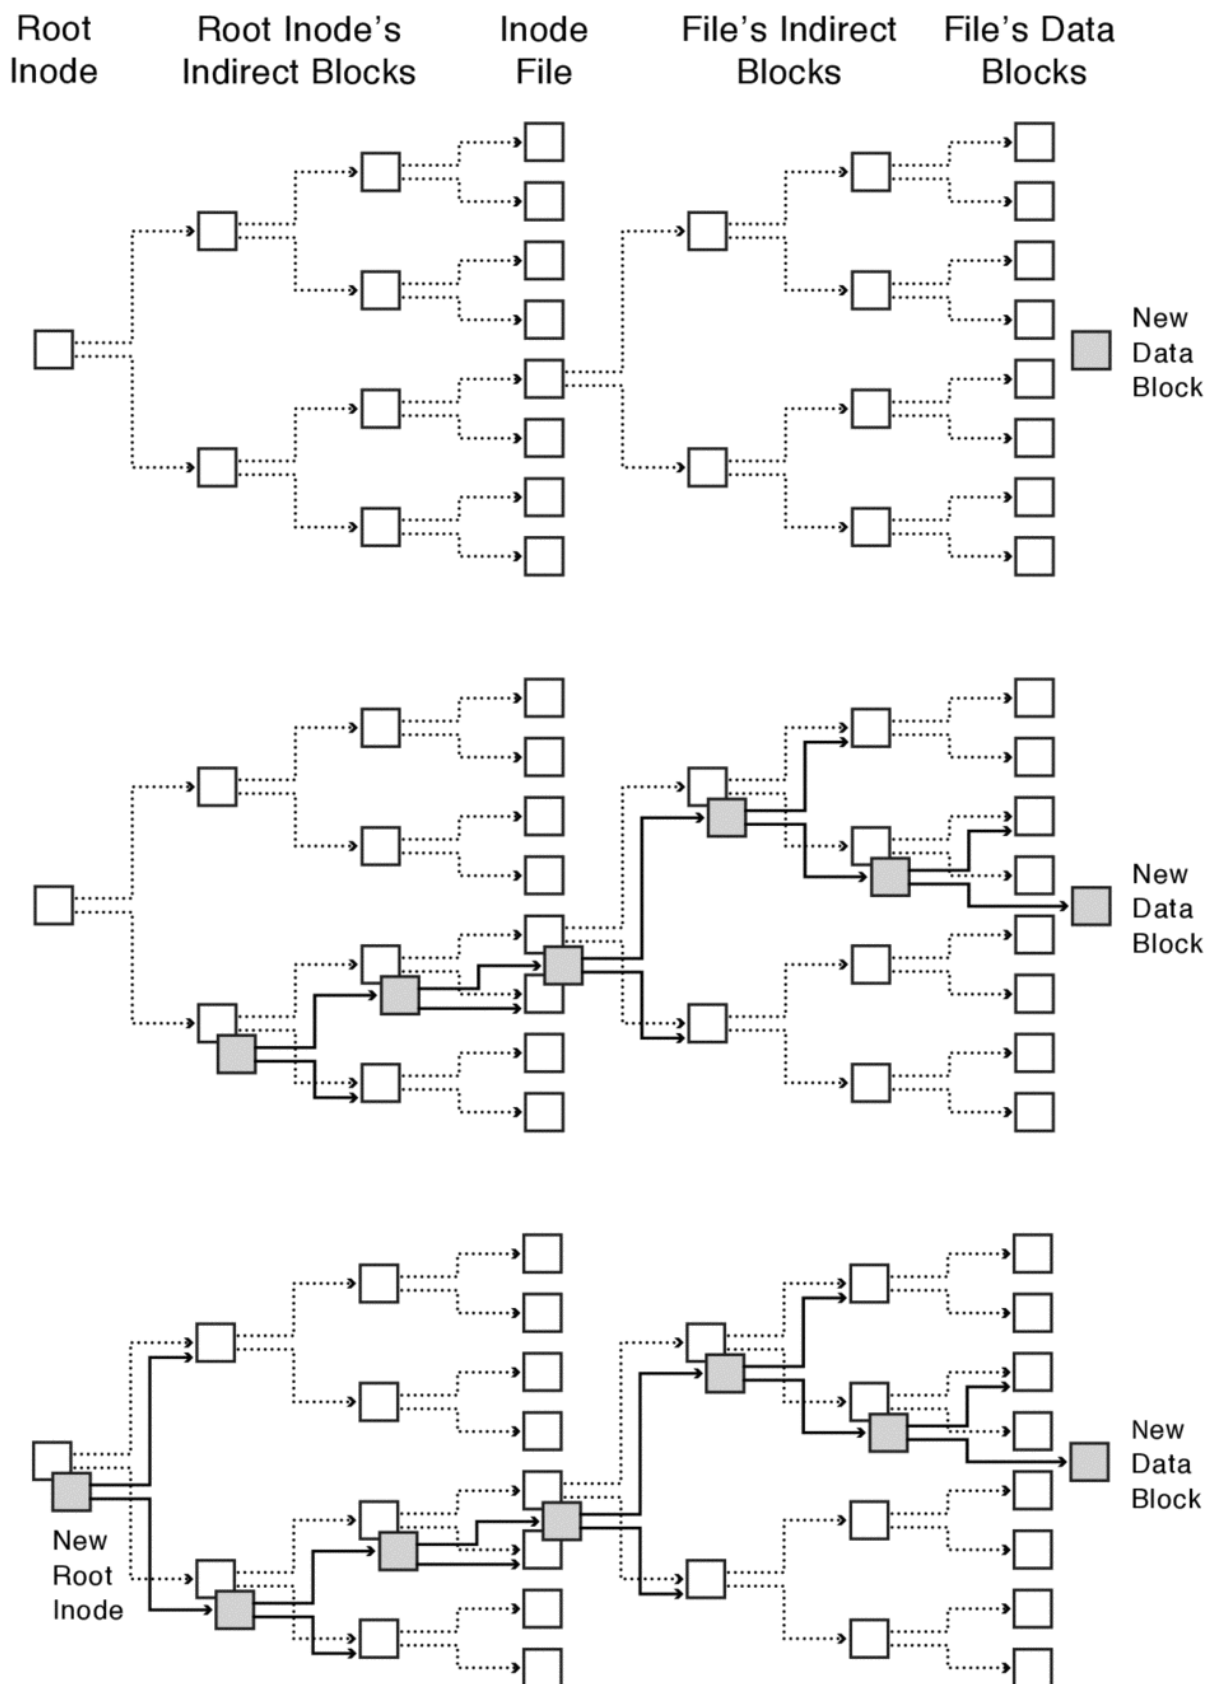 Root
Inode
Root Inode's
Indirect Blocks
Inode
File
File's Indirect
Blocks
File's Data
Blocks
New
Data
Block
New
Data
Block
New
Root
Inode
New
Data
Block